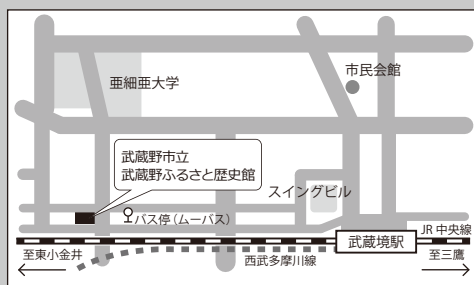 亜細亜大学
市民会館
武蔵野市立
武蔵野ふるさと歴史館
スイングビル
バス停（ムーバス）
JR 中央線
武蔵境駅
至東小金井
西武多摩川線
至三鷹